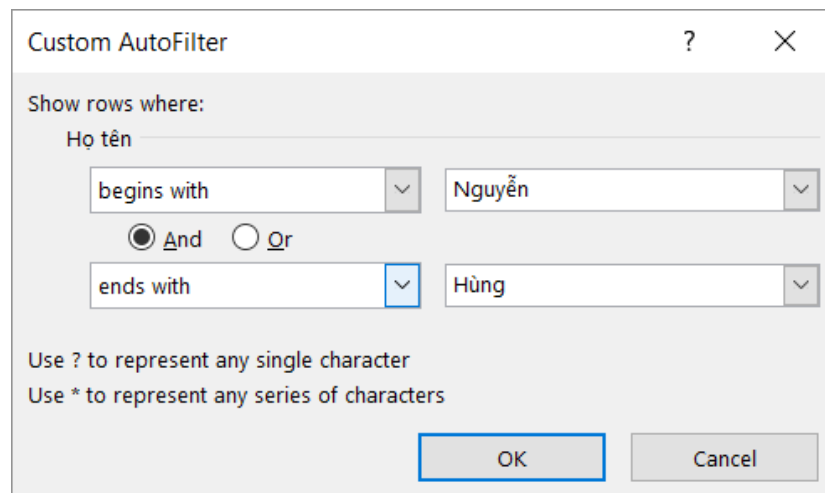 Custom AutoFilter ?
Show rows where:
Họ tên
begins with Nguyễn
And Or
ends with Hùng
Use ? to represent any single character
Use * to represent any series of characters
OK Cancel